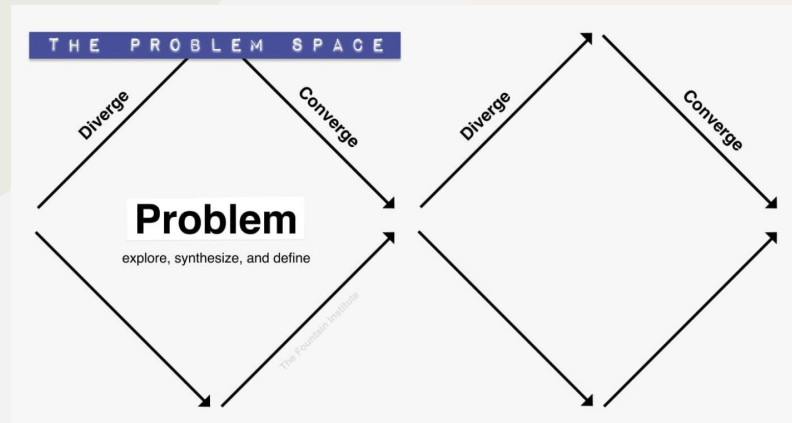 THE PROBLEM SPACE
Diverge
Converge
Diverge
Converge
Problem
explore, synthesize, and define
The Fountain Institute